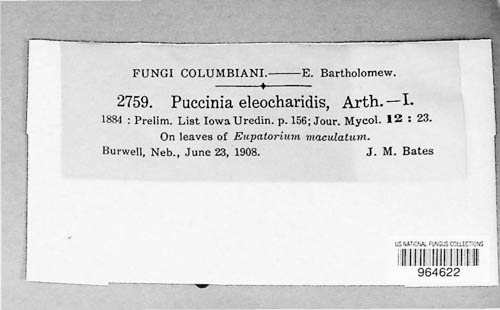 FUNGI COLUMBIANI.——E. Bartholomew.
2759. Puccinia eleocharidis, Arth.—I.
1884 : Prelim. List Iowa Uredin. p. 156; Jour. Mycol. 12 : 23.
On leaves of Eupatorium maculatum.
Burwell, Neb., June 23, 1908. J. M. Bates
US NATIONAL FUNGUS COLLECTIONS
964622